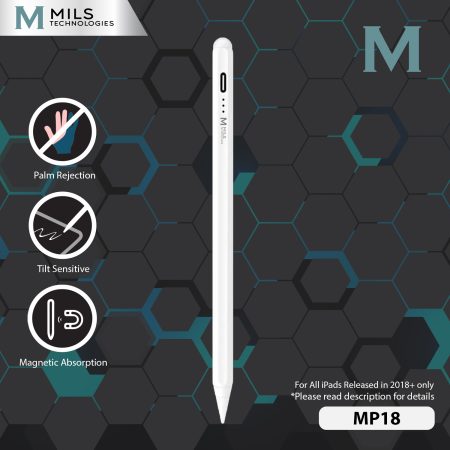 M MILS
TECHNOLOGIES
M
M MILS
Palm Rejection
Tilt Sensitive
Magnetic Absorption
For All iPads Released in 2018+ only
*Please read description for details
MP18